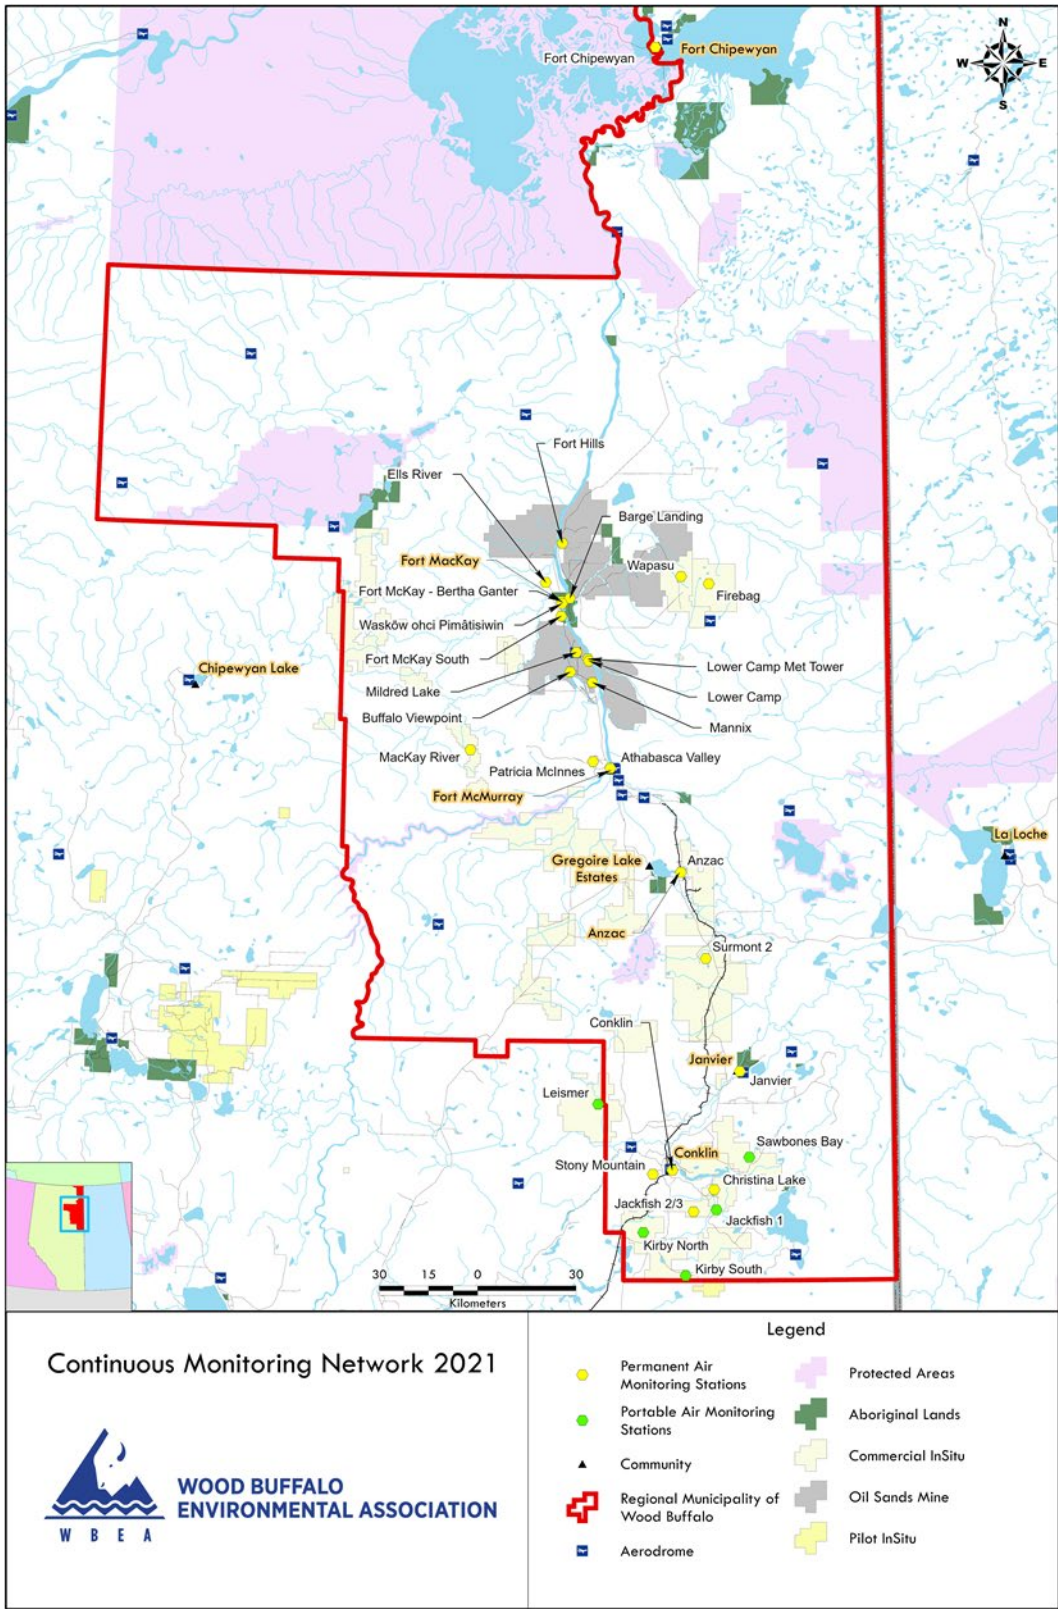 N
W E
S
Fort Chipewyan
Fort Chipewyan
Fort Hills
Ells River
Barge Landing
Fort MacKay
Wapasu
Fort McKay - Bertha Ganter
Firebag
Waskōw ohci Pimâtisiwin
Fort McKay South
Lower Camp Met Tower
Chipewyan Lake
Mildred Lake
Lower Camp
Buffalo Viewpoint
Mannix
MacKay River
Athabasca Valley
Patricia McInnes
Fort McMurray
La Loche
Gregoire Lake
Estates
Anzac
Anzac
Surmont 2
Conklin
Janvier
Janvier
Leismer
Sawbones Bay
Conklin
Stony Mountain
Christina Lake
Jackfish 2/3
Jackfish 1
Kirby North
Kirby South
30 15 0 30
Kilometers
Continuous Monitoring Network 2021
WOOD BUFFALO
ENVIRONMENTAL ASSOCIATION
W B E A
Legend
Permanent Air
Monitoring Stations
Portable Air Monitoring
Stations
Community
Regional Municipality of
Wood Buffalo
Aerodrome
Protected Areas
Aboriginal Lands
Commercial InSitu
Oil Sands Mine
Pilot InSitu